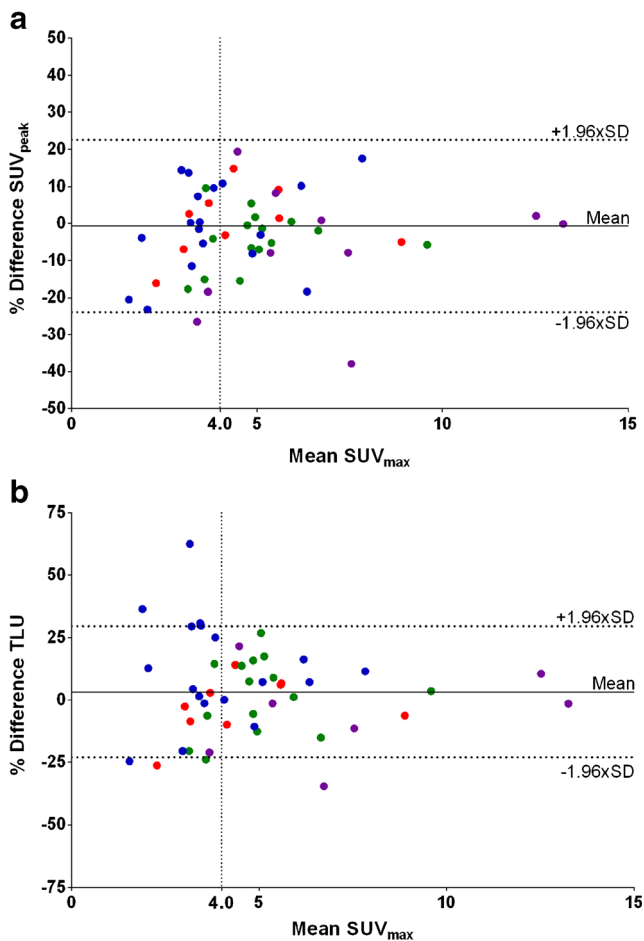 a
50
40
30
20
10
0
-10
-20
-30
-40
-50
% Difference SUVpeak
+1.96xSD
Mean
-1.96xSD
0
4.0
5
10
15
Mean SUVmax
b
75
50
25
0
-25
-50
-75
% Difference TLU
+1.96xSD
Mean
-1.96xSD
0
4.0
5
10
15
Mean SUVmax